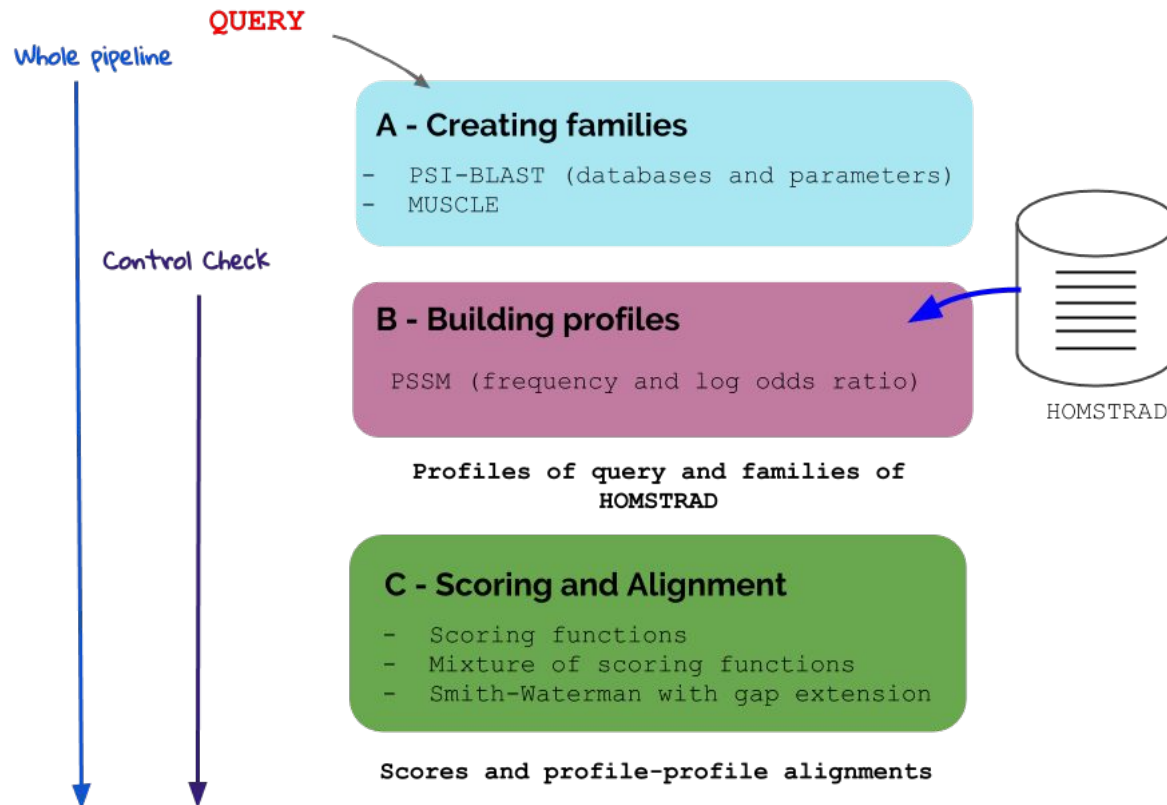 QUERY
Whole pipeline
A - Creating families
- PSI-BLAST (databases and parameters)
- MUSCLE
Control Check
B - Building profiles
PSSM (frequency and log odds ratio)
HOMSTRAD
Profiles of query and families of
HOMSTRAD
C - Scoring and Alignment
- Scoring functions
- Mixture of scoring functions
- Smith-Waterman with gap extension
Scores and profile-profile alignments